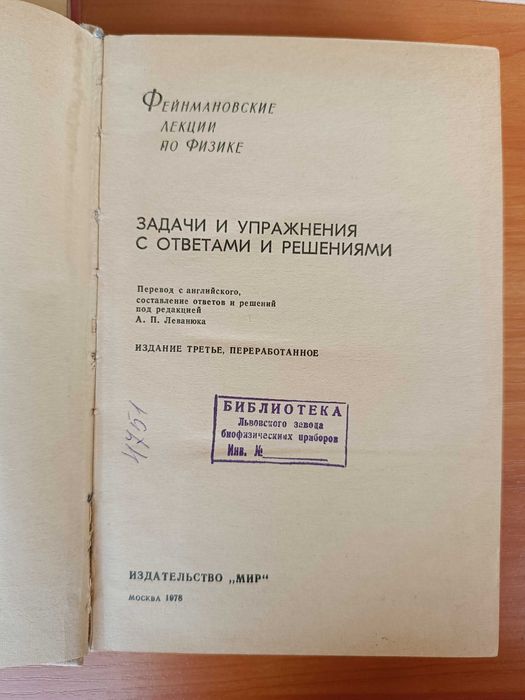 Фейнмановские
лекции
по Физике
ЗАДАЧИ И УПРАЖНЕНИЯ
С ОТВЕТАМИ И РЕШЕНИЯМИ
Перевод с английского,
составление ответов и решений
под редакцией
А. П. Леванюка
ИЗДАНИЕ ТРЕТЬЕ, ПЕРЕРАБОТАННОЕ
4751
БИБЛИОТЕКА
Львовского завода
биофизических приборов
Инв. №
ИЗДАТЕЛЬСТВО „МИР“
МОСКВА 1978